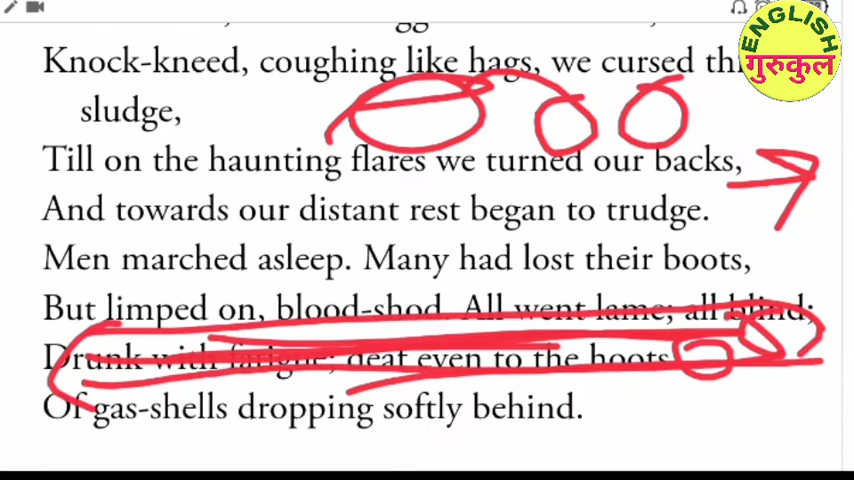 ENGLISH
गुरुकुल
Knock-kneed, coughing like hags, we cursed
sludge,
Till on the haunting flares we turned our backs,
And towards our distant rest began to trudge.
Men marched asleep. Many had lost their boots,
But limped on, blood-shod. All went lame; all blind;
Drunk with fatigue; deaf even to the hoots
Of gas-shells dropping softly behind.